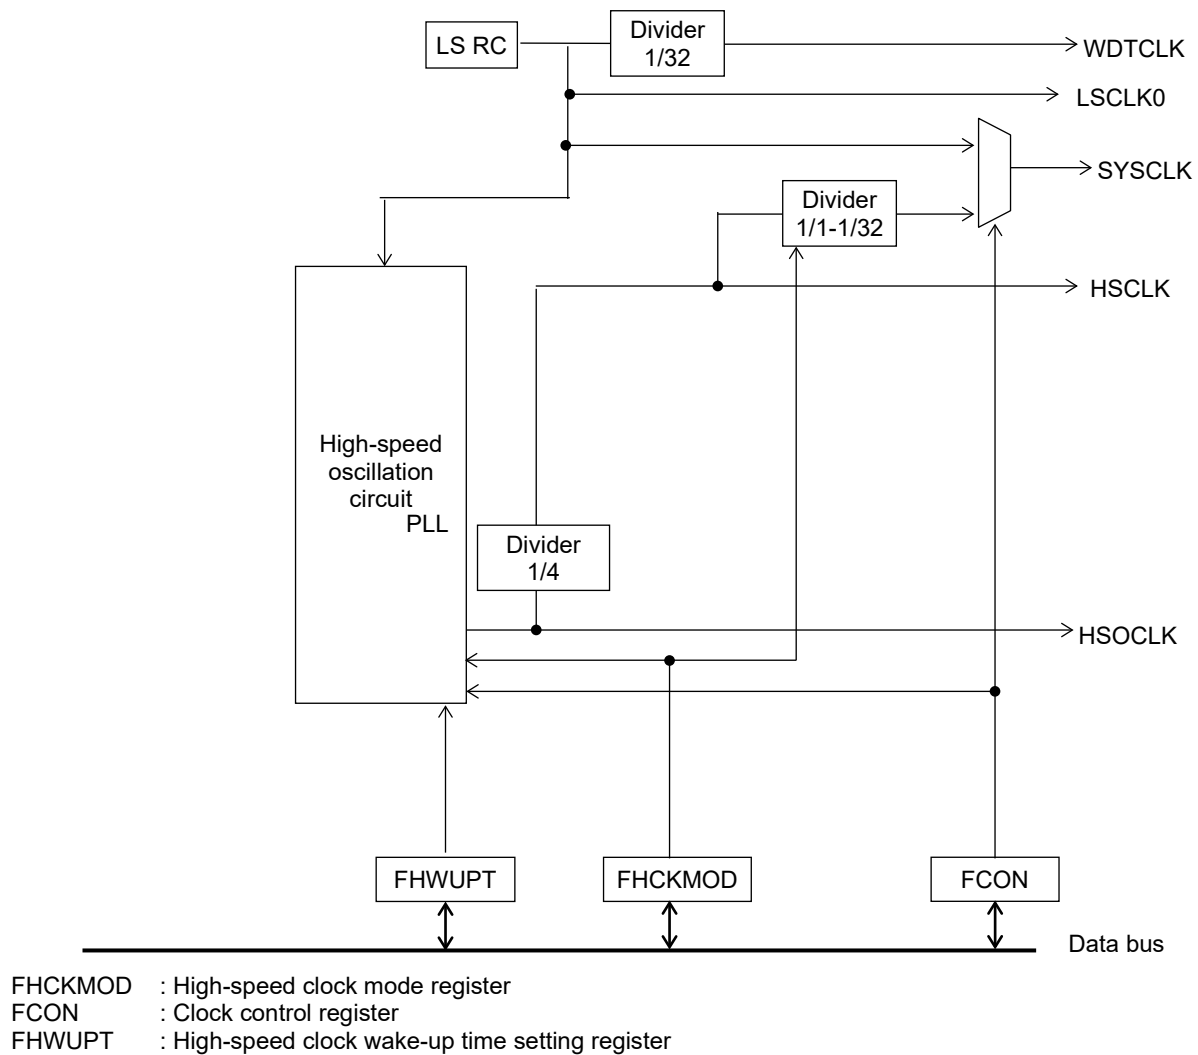 LS RC
Divider
1/32
WDTCLK
LSCLK0
SYSCLK
Divider
1/1-1/32
HSCLK
High-speed
oscillation
circuit
PLL
Divider
1/4
HSOCLK
FHWUPT
FHCKMOD
FCON
Data bus
FHCKMOD : High-speed clock mode register
FCON : Clock control register
FHWUPT : High-speed clock wake-up time setting register